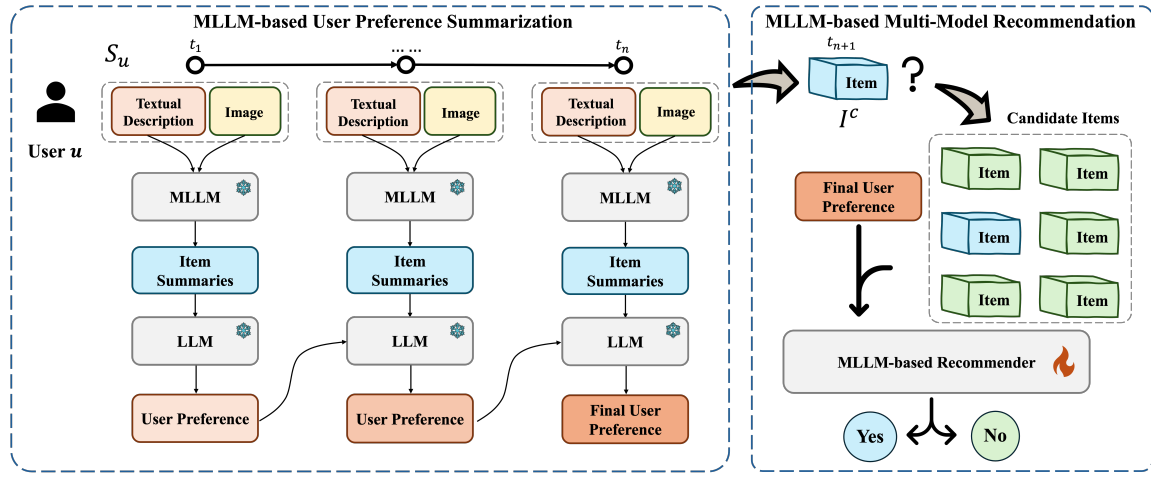 MLLM-based User Preference Summarization
S_u
t_1
... ...
t_n
User u
Textual
Description
Image
Textual
Description
Image
Textual
Description
Image
MLLM
MLLM
MLLM
Item
Summaries
Item
Summaries
Item
Summaries
LLM
LLM
LLM
User Preference
User Preference
Final User
Preference
MLLM-based Multi-Model Recommendation
t_{n+1}
Item
?
I^C
Candidate Items
Item
Item
Item
Item
Item
Item
Final User
Preference
MLLM-based Recommender
Yes
No